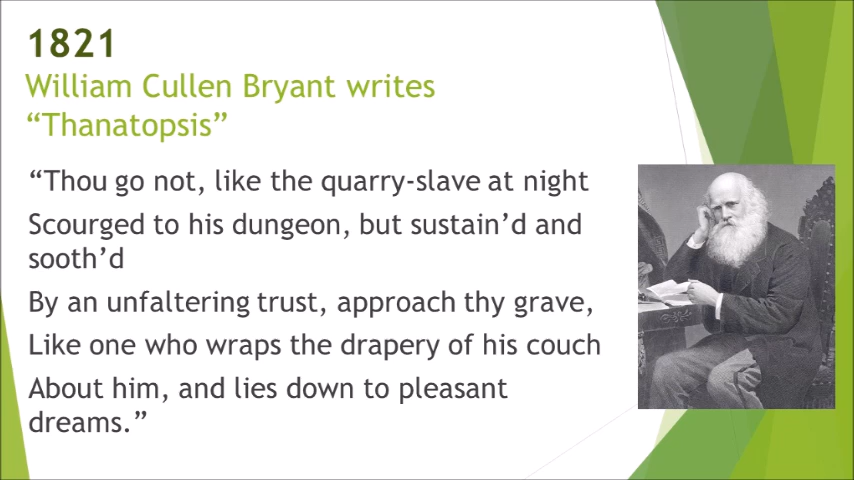 1821
William Cullen Bryant writes
“Thanatopsis”
“Thou go not, like the quarry-slave at night
Scourged to his dungeon, but sustain’d and
sooth’d
By an unfaltering trust, approach thy grave,
Like one who wraps the drapery of his couch
About him, and lies down to pleasant
dreams.”